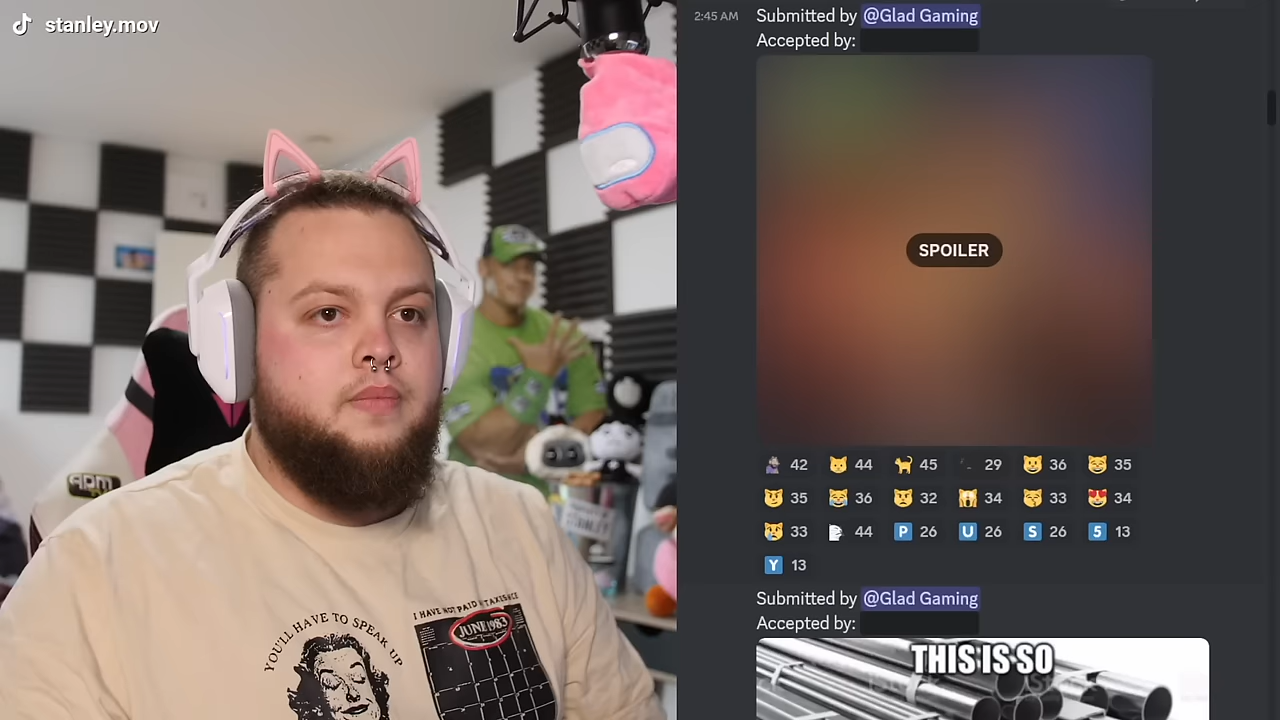 stanley.mov
2:45 AM
Submitted by @Glad Gaming
Accepted by:
SPOILER
42 44 45 29 36 35
35 36 32 34 33 34
33 44 P 26 U 26 S 26 5 13
Y 13
Submitted by @Glad Gaming
Accepted by:
THIS IS SO
YOU'LL HAVE TO SPEAK UP
I HAVE NOT PAID TAXES
JUNE 1983